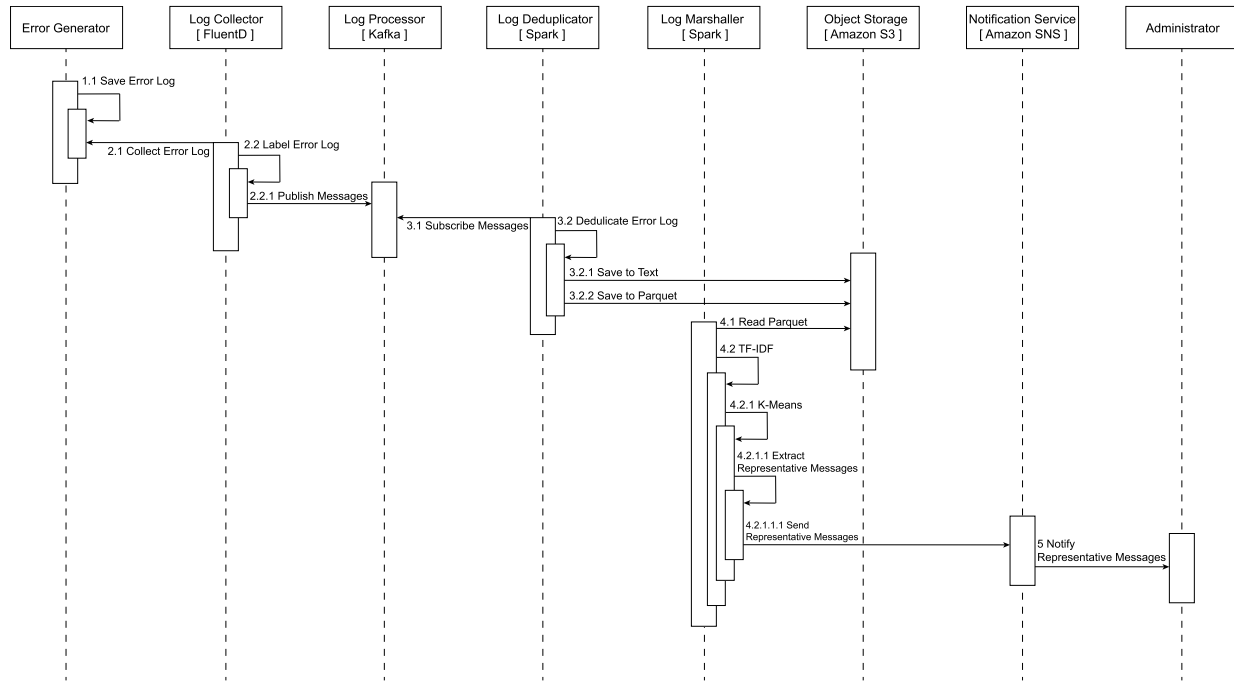 Error Generator
Log Collector
[ FluentD ]
Log Processor
[ Kafka ]
Log Deduplicator
[ Spark ]
Log Marshaller
[ Spark ]
Object Storage
[ Amazon S3 ]
Notification Service
[ Amazon SNS ]
Administrator
1.1 Save Error Log
2.1 Collect Error Log
2.2 Label Error Log
2.2.1 Publish Messages
3.1 Subscribe Messages
3.2 Dedulicate Error Log
3.2.1 Save to Text
3.2.2 Save to Parquet
4.1 Read Parquet
4.2 TF-IDF
4.2.1 K-Means
4.2.1.1 Extract
Representative Messages
4.2.1.1.1 Send
Representative Messages
5 Notify
Representative Messages